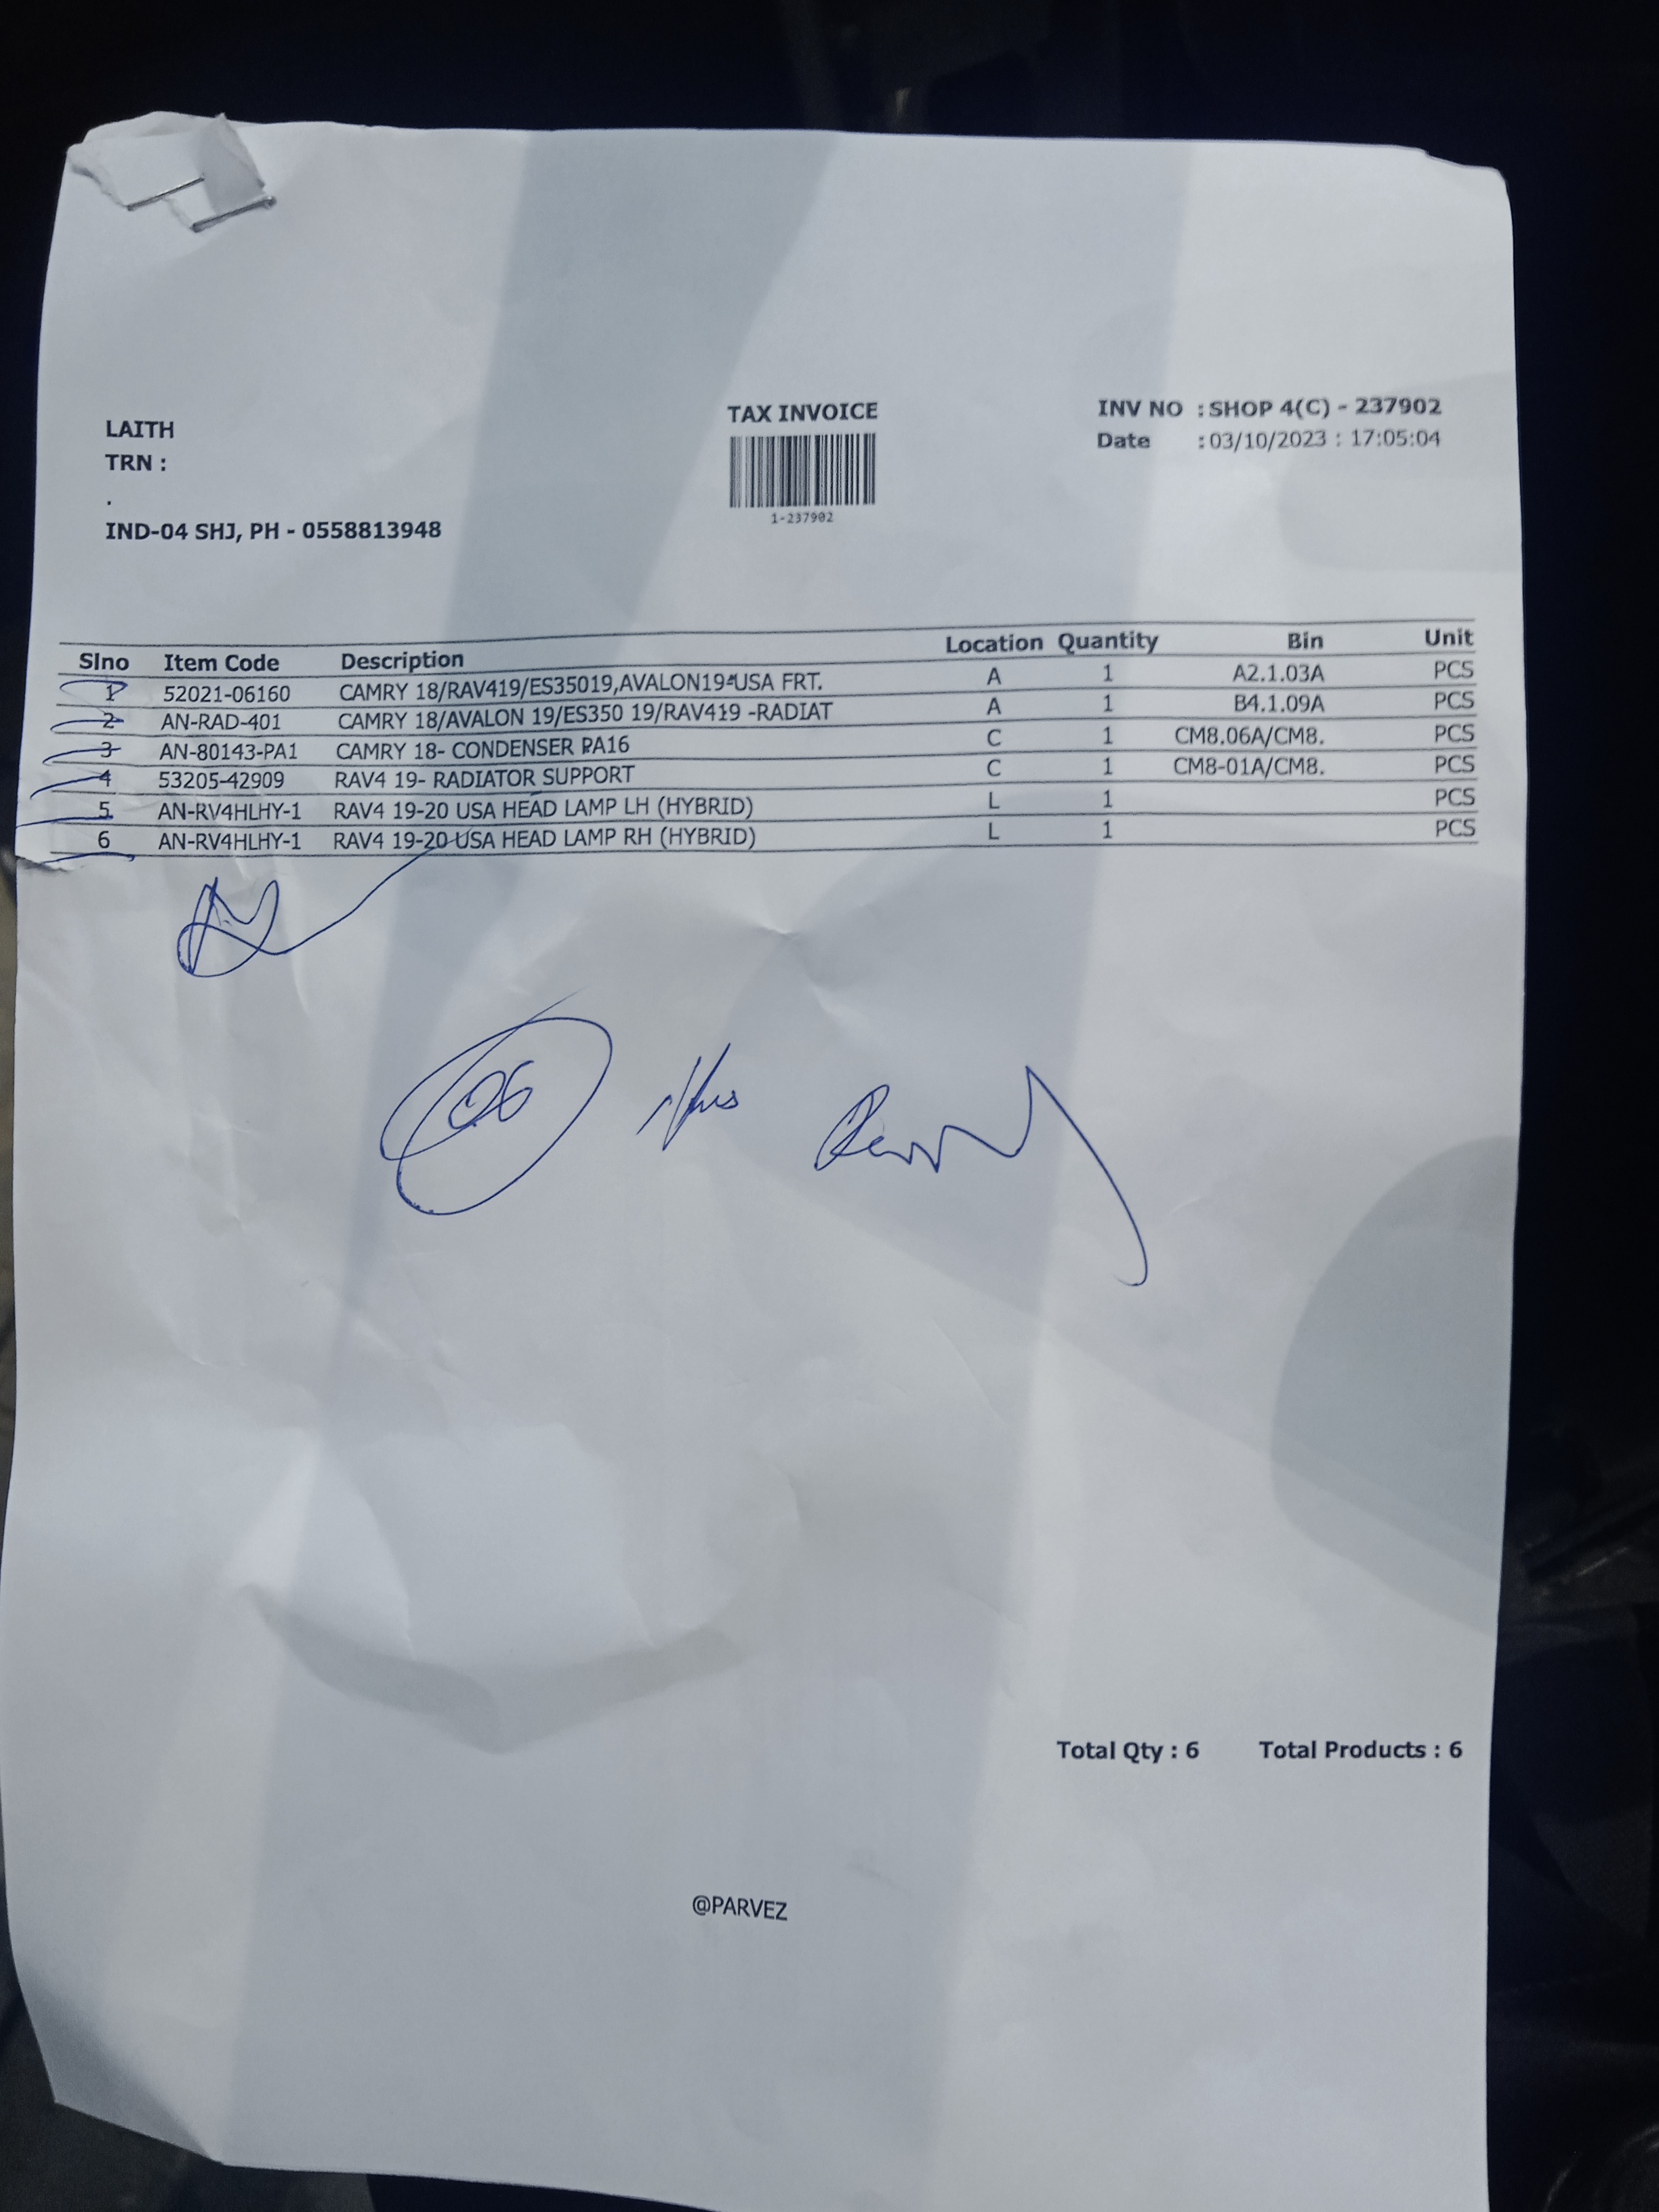 LAITH
TRN :
.
IND-04 SHJ, PH - 0558813948
TAX INVOICE
1-237902
INV NO : SHOP 4(C) - 237902
Date : 03/10/2023 : 17:05:04
Slno Item Code Description Location Quantity Bin Unit
1 52021-06160 CAMRY 18/RAV419/ES35019,AVALON19-USA FRT. A 1 A2.1.03A PCS
2 AN-RAD-401 CAMRY 18/AVALON 19/ES350 19/RAV419 -RADIAT A 1 B4.1.09A PCS
3 AN-80143-PA1 CAMRY 18- CONDENSER PA16 C 1 CM8.06A/CM8. PCS
4 53205-42909 RAV4 19- RADIATOR SUPPORT C 1 CM8-01A/CM8. PCS
5 AN-RV4HLHY-1 RAV4 19-20 USA HEAD LAMP LH (HYBRID) L 1 PCS
6 AN-RV4HLHY-1 RAV4 19-20 USA HEAD LAMP RH (HYBRID) L 1 PCS
06
Total Qty : 6 Total Products : 6
@PARVEZ